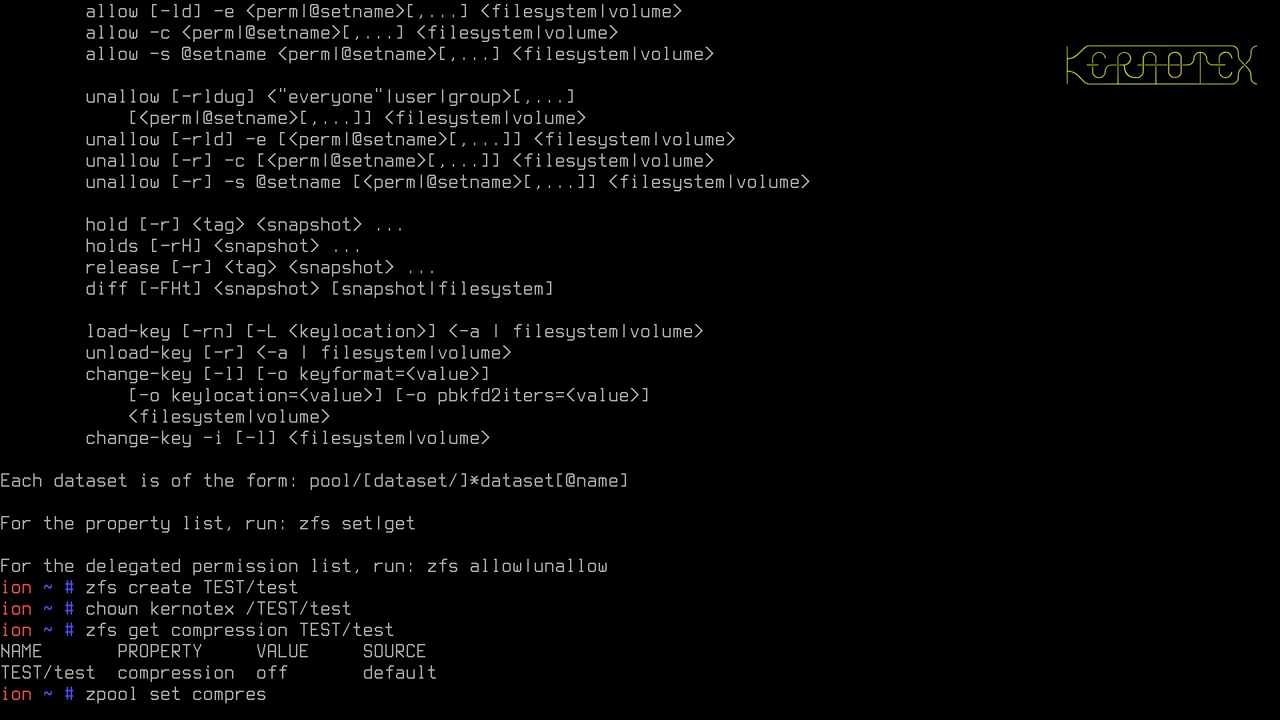 allow [-ld] -e <perm|@setname>[,...] <filesystem|volume>
allow -c <perm|@setname>[,...] <filesystem|volume>
allow -s @setname <perm|@setname>[,...] <filesystem|volume>
KERNOTEX
unallow [-rldug] <"everyone"|user|group>[,...]
[<perm|@setname>[,...]] <filesystem|volume>
unallow [-rld] -e [<perm|@setname>[,...]] <filesystem|volume>
unallow [-r] -c [<perm|@setname>[,...]] <filesystem|volume>
unallow [-r] -s @setname [<perm|@setname>[,...]] <filesystem|volume>
hold [-r] <tag> <snapshot> ...
holds [-rH] <snapshot> ...
release [-r] <tag> <snapshot> ...
diff [-FHt] <snapshot> [snapshot|filesystem]
load-key [-rn] [-L <keylocation>] <-a | filesystem|volume>
unload-key [-r] <-a | filesystem|volume>
change-key [-l] [-o keyformat=<value>]
[-o keylocation=<value>] [-o pbkfd2iters=<value>]
<filesystem|volume>
change-key -i [-l] <filesystem|volume>
Each dataset is of the form: pool/[dataset/]*dataset[@name]
For the property list, run: zfs set|get
For the delegated permission list, run: zfs allow|unallow
ion ~ # zfs create TEST/test
ion ~ # chown kernotex /TEST/test
ion ~ # zfs get compression TEST/test
NAME PROPERTY VALUE SOURCE
TEST/test compression off default
ion ~ # zpool set compres